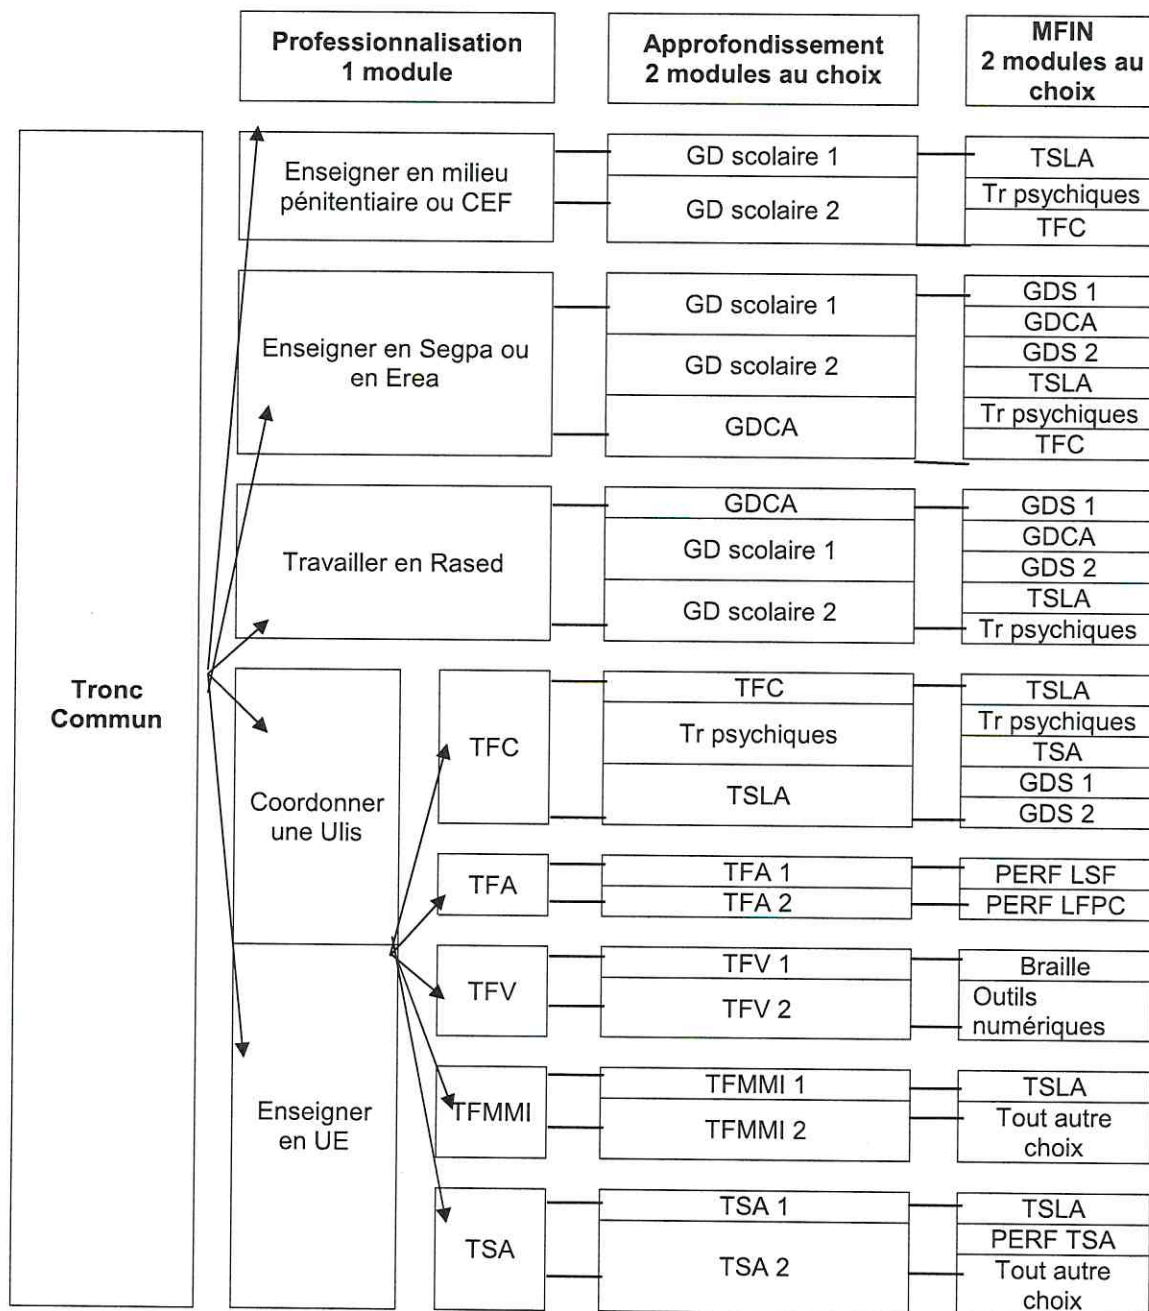 Professionnalisation
1 module
Approfondissement
2 modules au choix
MFIN
2 modules au
choix
Tronc
Commun
Enseigner en milieu
pénitentiaire ou CEF
GD scolaire 1
GD scolaire 2
TSLA
Tr psychiques
TFC
Enseigner en Segpa ou
en Erea
GD scolaire 1
GD scolaire 2
GDCA
GDS 1
GDCA
GDS 2
TSLA
Tr psychiques
TFC
Travailler en Rased
GDCA
GD scolaire 1
GD scolaire 2
GDS 1
GDCA
GDS 2
TSLA
Tr psychiques
Coordonner
une Ulis
Enseigner
en UE
TFC
TFC
Tr psychiques
TSLA
TSLA
Tr psychiques
TSA
GDS 1
GDS 2
TFA
TFA 1
TFA 2
PERF LSF
PERF LFPC
TFV
TFV 1
TFV 2
Braille
Outils
numériques
TFMMI
TFMMI 1
TFMMI 2
TSLA
Tout autre
choix
TSA
TSA 1
TSA 2
TSLA
PERF TSA
Tout autre
choix